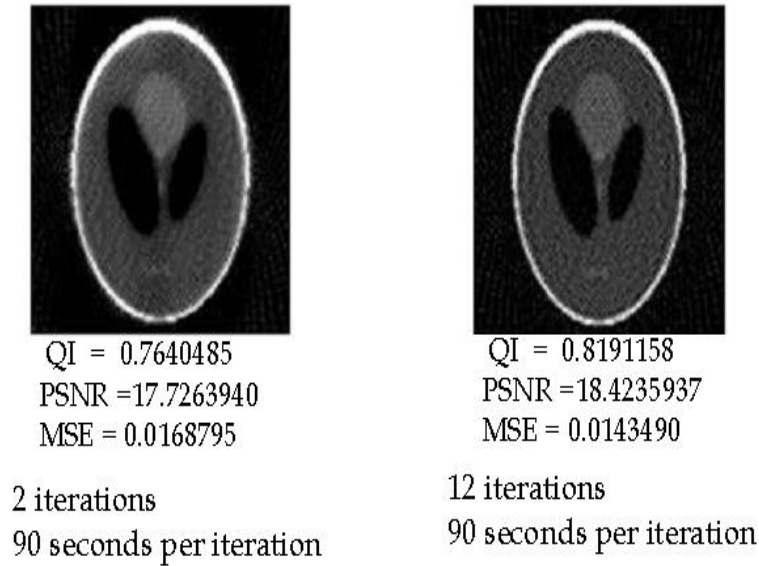 QI = 0.7640485
PSNR =17.7263940
MSE = 0.0168795
2 iterations
90 seconds per iteration
QI = 0.8191158
PSNR =18.4235937
MSE = 0.0143490
12 iterations
90 seconds per iteration